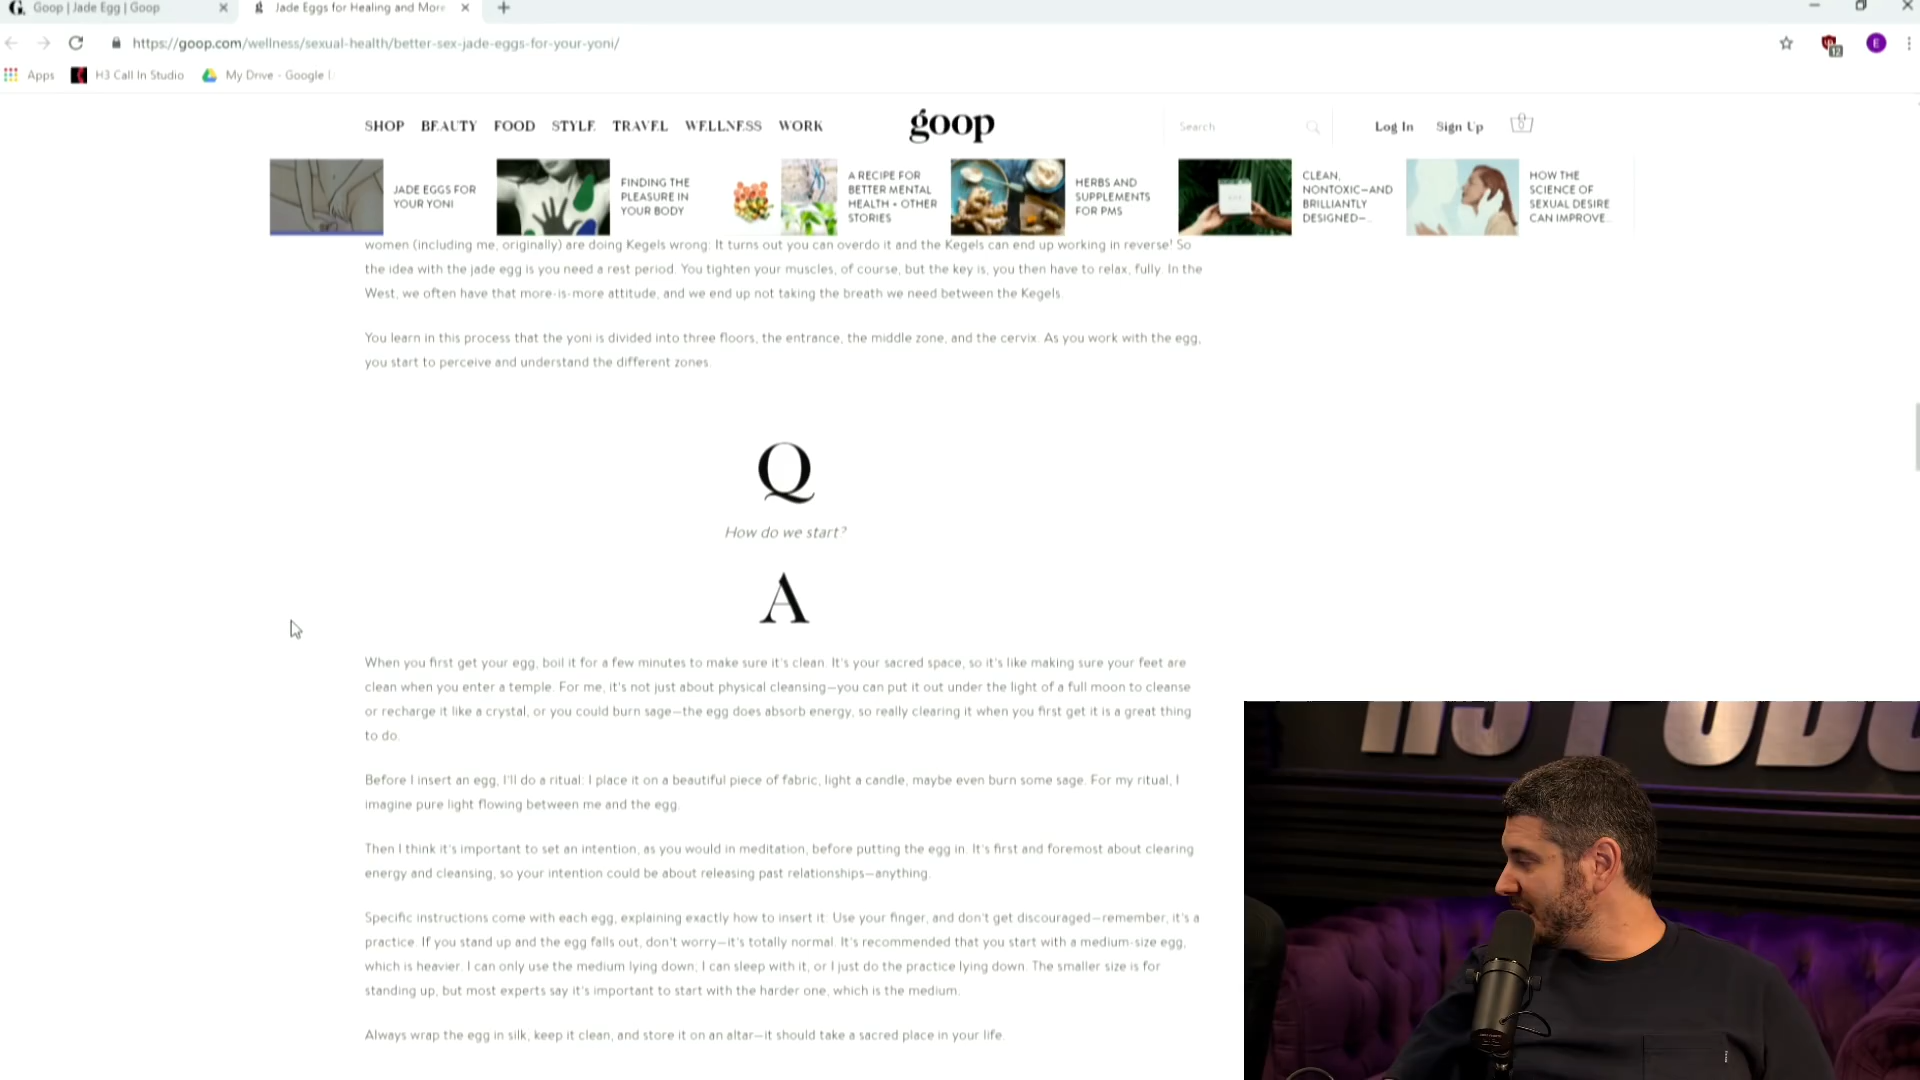 Goop | Jade Egg | Goop
Jade Eggs for Healing and More
https://goop.com/wellness/sexual-health/better-sex-jade-eggs-for-your-yoni/
12
E
Apps
H3 Call In Studio
My Drive - Google
SHOP BEAUTY FOOD STYLE TRAVEL WELLNESS WORK
goop
Search
Log In Sign Up
0
JADE EGGS FOR
YOUR YONI
FINDING THE
PLEASURE IN
YOUR BODY
A RECIPE FOR
BETTER MENTAL
HEALTH + OTHER
STORIES
HERBS AND
SUPPLEMENTS
FOR PMS
CLEAN,
NONTOXIC—AND
BRILLIANTLY
DESIGNED—...
HOW THE
SCIENCE OF
SEXUAL DESIRE
CAN IMPROVE...
women (including me, originally) are doing Kegels wrong: It turns out you can overdo it and the Kegels can end up working in reverse! So
the idea with the jade egg is you need a rest period. You tighten your muscles, of course, but the key is, you then have to relax, fully. In the
West, we often have that more-is-more attitude, and we end up not taking the breath we need between the Kegels.
You learn in this process that the yoni is divided into three floors, the entrance, the middle zone, and the cervix. As you work with the egg,
you start to perceive and understand the different zones.
Q
How do we start?
A
When you first get your egg, boil it for a few minutes to make sure it's clean. It's your sacred space, so it's like making sure your feet are
clean when you enter a temple. For me, it's not just about physical cleansing—you can put it out under the light of a full moon to cleanse
or recharge it like a crystal, or you could burn sage—the egg does absorb energy, so really clearing it when you first get it is a great thing
to do.
Before I insert an egg, I'll do a ritual: I place it on a beautiful piece of fabric, light a candle, maybe even burn some sage. For my ritual, I
imagine pure light flowing between me and the egg.
Then I think it's important to set an intention, as you would in meditation, before putting the egg in. It's first and foremost about clearing
energy and cleansing, so your intention could be about releasing past relationships—anything.
Specific instructions come with each egg, explaining exactly how to insert it: Use your finger, and don't get discouraged—remember, it's a
practice. If you stand up and the egg falls out, don't worry—it's totally normal. It's recommended that you start with a medium-size egg,
which is heavier. I can only use the medium lying down; I can sleep with it, or I just do the practice lying down. The smaller size is for
standing up, but most experts say it's important to start with the harder one, which is the medium.
Always wrap the egg in silk, keep it clean, and store it on an altar—it should take a sacred place in your life.